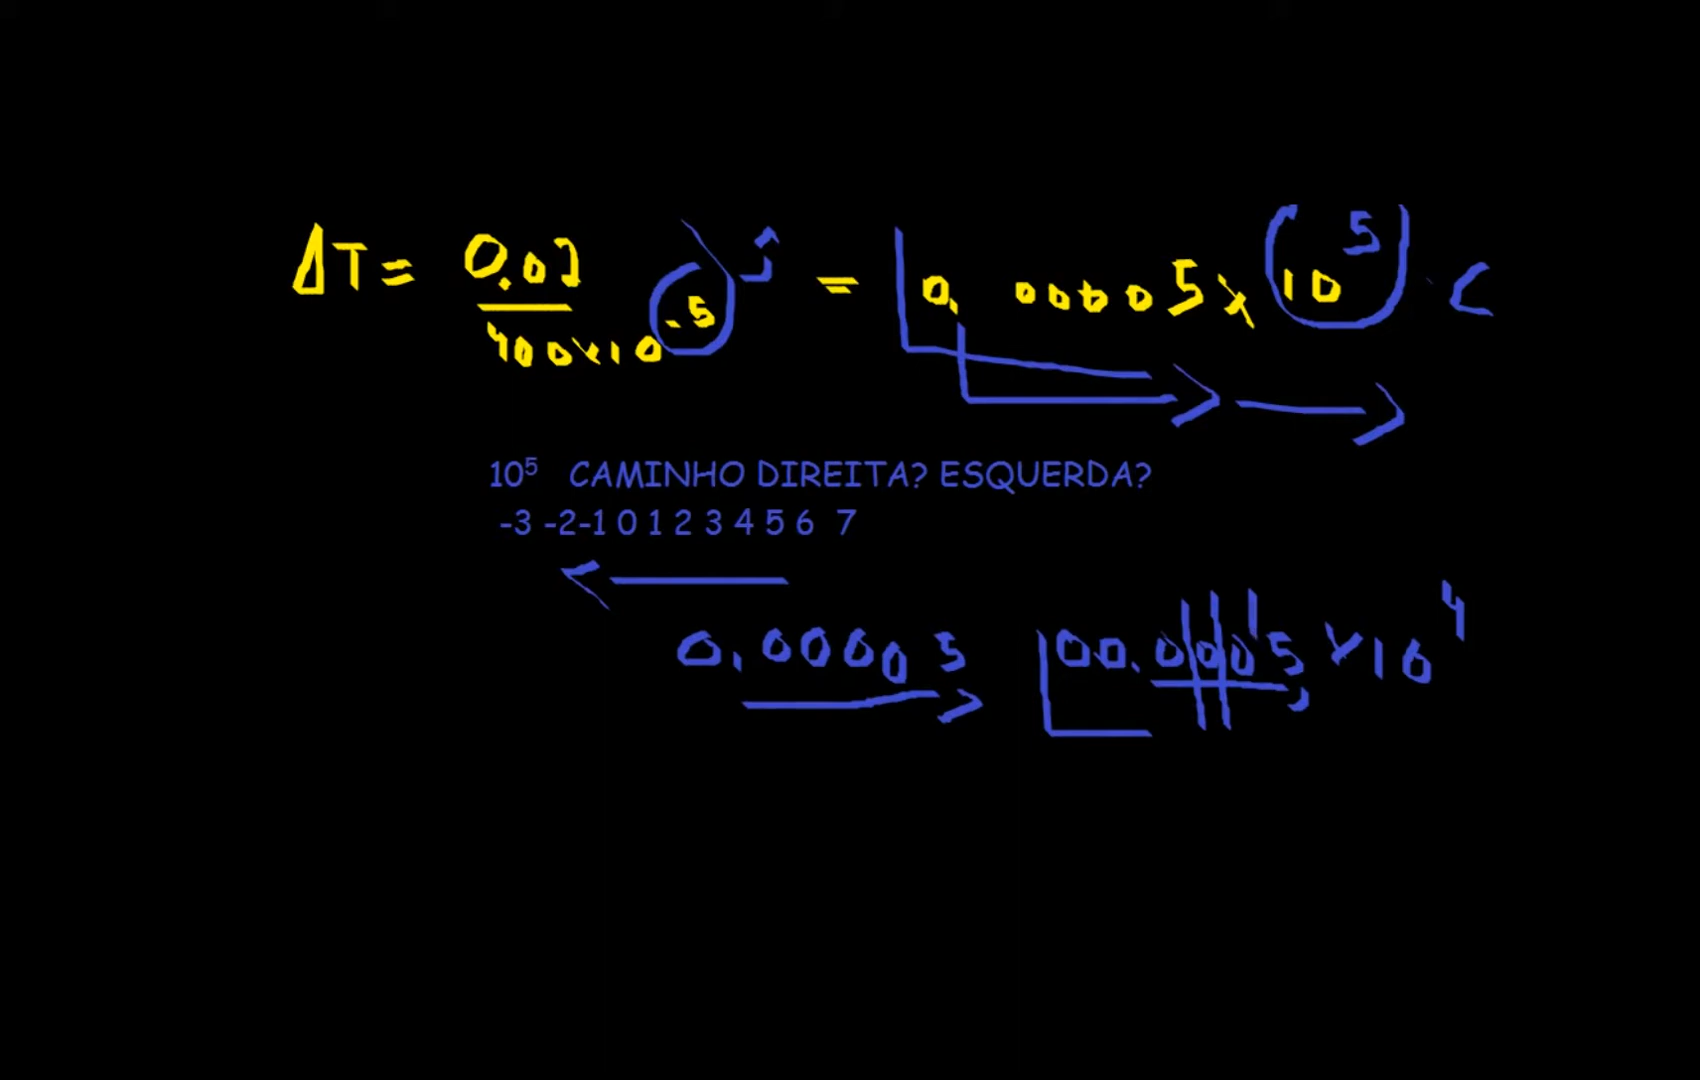 ΔT = 0.02 5 = 0.00005 x 10^5 C
400x10^-5
10^5 CAMINHO DIREITA? ESQUERDA?
-3 -2-1 0 1 2 3 4 5 6 7
0.00005 00.0005 x 10^4